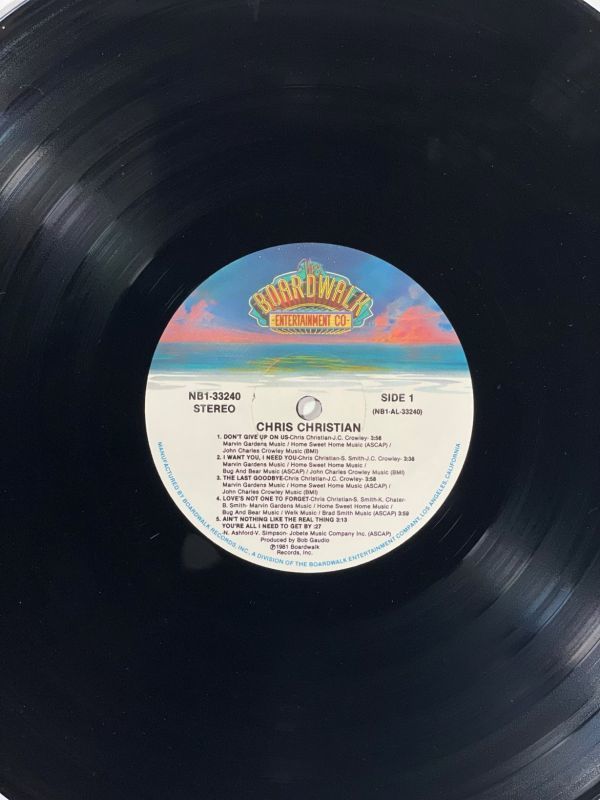 The
BOARDWALK
ENTERTAINMENT CO
NB1-33240
STEREO
SIDE 1
(NB1-AL-33240)
CHRIS CHRISTIAN
1. DON'T GIVE UP ON US-Chris Christian-J.C. Crowley- 3:56
Marvin Gardens Music / Home Sweet Home Music (ASCAP) /
John Charles Crowley Music (BMI)
2. I WANT YOU, I NEED YOU-Chris Christian-S. Smith-J.C. Crowley- 3:36
Marvin Gardens Music / Home Sweet Home Music /
Bug And Bear Music (ASCAP) / John Charles Crowley Music (BMI)
3. THE LAST GOODBYE-Chris Christian-J.C. Crowley- 3:58
Marvin Gardens Music / Home Sweet Home Music (ASCAP) /
John Charles Crowley Music (BMI)
4. LOVE'S NOT ONE TO FORGET-Chris Christian-S. Smith-K. Chater-
B. Smith- Marvin Gardens Music / Home Sweet Home Music /
Bug And Bear Music / Welk Music / Brad Smith Music (ASCAP) 3:59
5. AIN'T NOTHING LIKE THE REAL THING 3:13
YOU'RE ALL I NEED TO GET BY :27
N. Ashford-V. Simpson- Jobete Music Company Inc. (ASCAP)
Produced by Bob Gaudio
℗1981 Boardwalk
Records, Inc.
MANUFACTURED BY BOARDWALK RECORDS, INC., A DIVISION OF THE BOARDWALK ENTERTAINMENT COMPANY, LOS ANGELES, CALIFORNIA